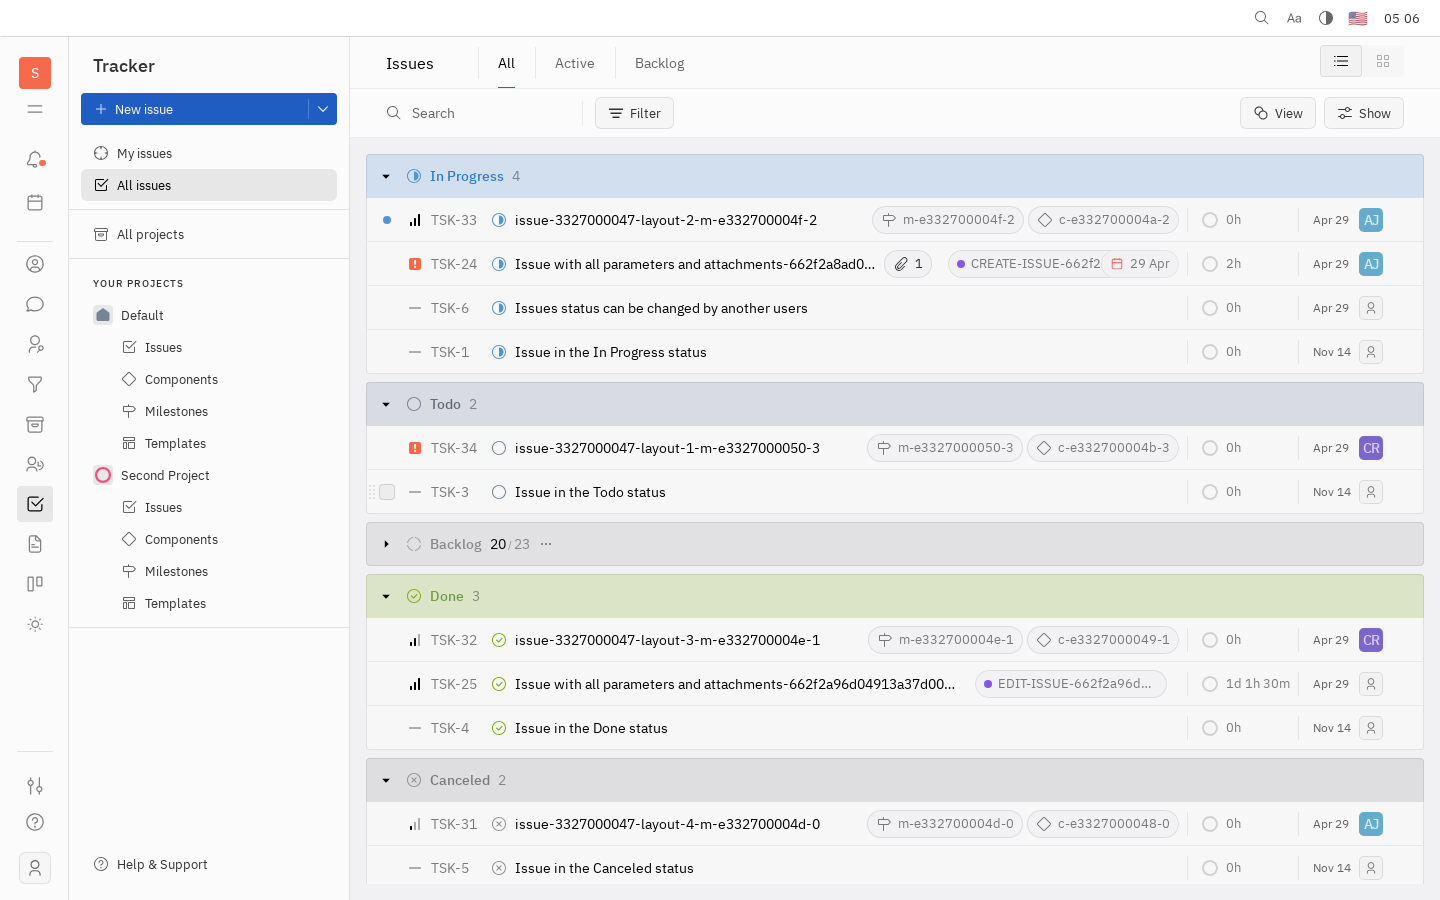 Aa 05 06
S
Tracker
New issue
My issues
All issues
All projects
YOUR PROJECTS
Default
Issues
Components
Milestones
Templates
Second Project
Issues
Components
Milestones
Templates
Help & Support
Issues All Active Backlog
Search Filter View Show
In Progress 4
TSK-33 issue-3327000047-layout-2-m-e332700004f-2 m-e332700004f-2 c-e332700004a-2 0h Apr 29 AJ
TSK-24 Issue with all parameters and attachments-662f2a8ad0... 1 CREATE-ISSUE-662f2 29 Apr 2h Apr 29 AJ
TSK-6 Issues status can be changed by another users 0h Apr 29
TSK-1 Issue in the In Progress status 0h Nov 14
Todo 2
TSK-34 issue-3327000047-layout-1-m-e3327000050-3 m-e3327000050-3 c-e332700004b-3 0h Apr 29 CR
TSK-3 Issue in the Todo status 0h Nov 14
Backlog 20/23 ...
Done 3
TSK-32 issue-3327000047-layout-3-m-e332700004e-1 m-e332700004e-1 c-e3327000049-1 0h Apr 29 CR
TSK-25 Issue with all parameters and attachments-662f2a96d04913a37d00... EDIT-ISSUE-662f2a96d... 1d 1h 30m Apr 29
TSK-4 Issue in the Done status 0h Nov 14
Canceled 2
TSK-31 issue-3327000047-layout-4-m-e332700004d-0 m-e332700004d-0 c-e3327000048-0 0h Apr 29 AJ
TSK-5 Issue in the Canceled status 0h Nov 14